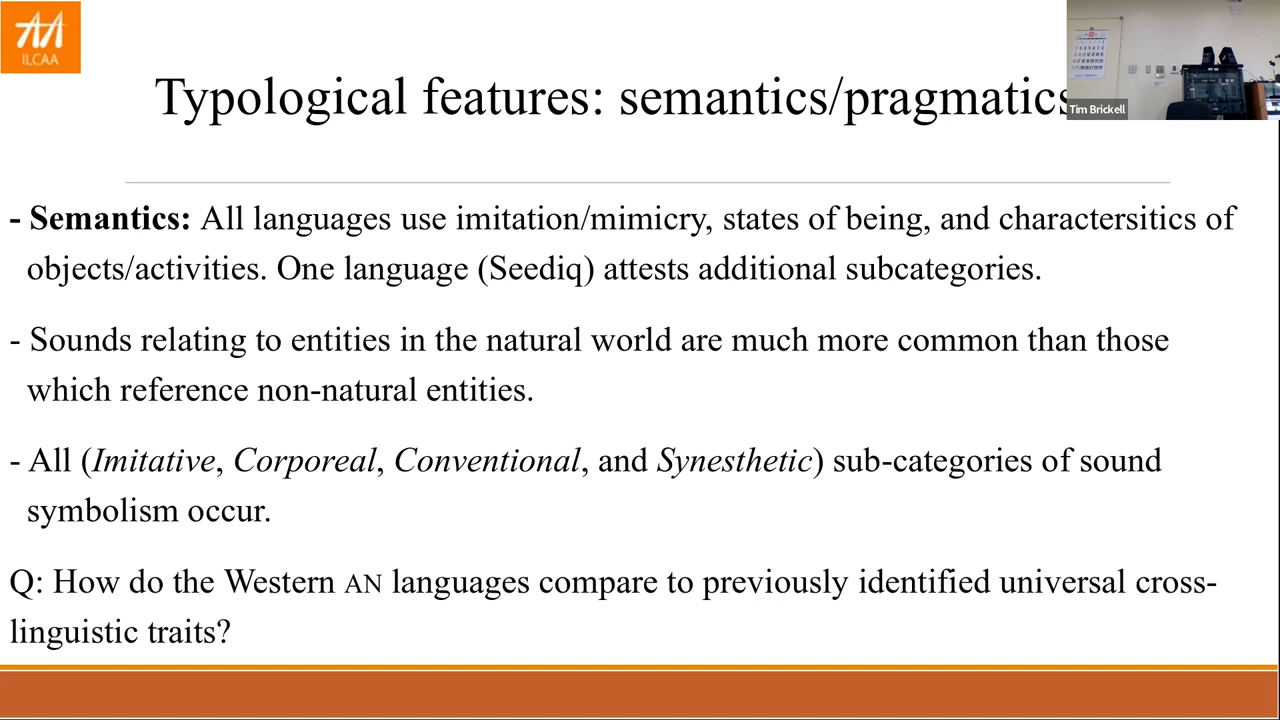 ILCAA
Typological features: semantics/pragmatics
Tim Brickell
- Semantics: All languages use imitation/mimicry, states of being, and charactersitics of
objects/activities. One language (Seediq) attests additional subcategories.
- Sounds relating to entities in the natural world are much more common than those
which reference non-natural entities.
- All (Imitative, Corporeal, Conventional, and Synesthetic) sub-categories of sound
symbolism occur.
Q: How do the Western AN languages compare to previously identified universal cross-
linguistic traits?